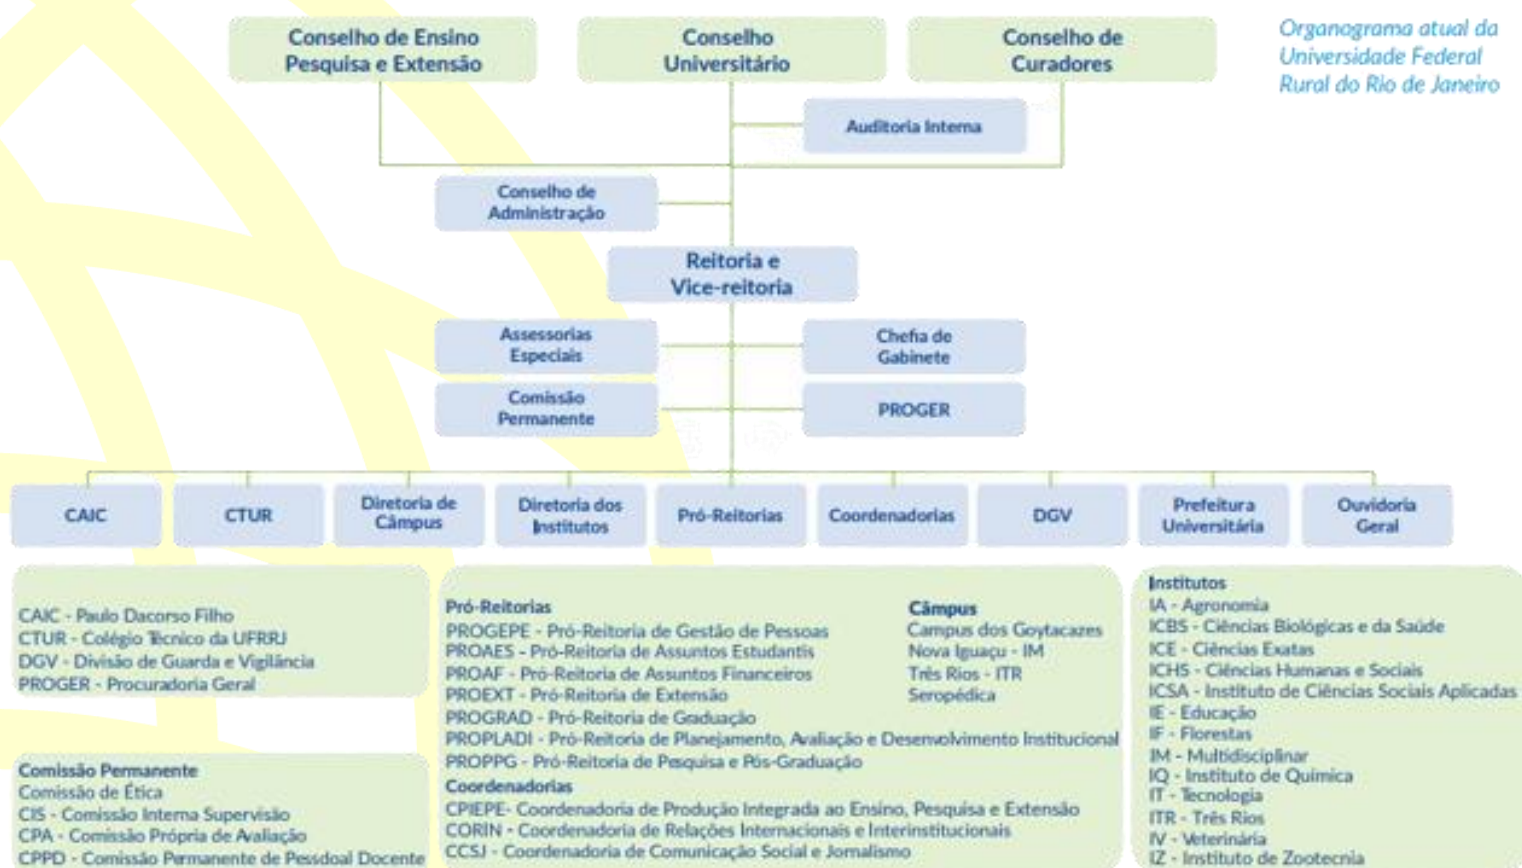 Conselho de Ensino
Pesquisa e Extensão
Conselho
Universitário
Conselho de
Curadores
Organograma atual da
Universidade Federal
Rural do Rio de Janeiro
Auditoria Interna
Conselho de
Administração
Reitoria e
Vice-reitoria
Assessorias
Especiais
Chefia de
Gabinete
Comissão
Permanente
PROGER
CAIC
CTUR
Diretoria de
Câmpus
Diretoria dos
Institutos
Pró-Reitorias
Coordenadorias
DGV
Prefeitura
Universitária
Ouvidoria
Geral
CAIC - Paulo Dacorso Filho
CTUR - Colégio Técnico da UFRRJ
DGV - Divisão de Guarda e Vigilância
PROGER - Procuradoria Geral
Comissão Permanente
Comissão de Ética
CIS - Comissão Interna Supervisão
CPA - Comissão Própria de Avaliação
CPPD - Comissão Permanente de Pessdoal Docente
Pró-Reitorias
PROGEPE - Pró-Reitoria de Gestão de Pessoas
PROAES - Pró-Reitoria de Assuntos Estudantis
PROAF - Pró-Reitoria de Assuntos Financeiros
PROEXT - Pró-Reitoria de Extensão
PROGRAD - Pró-Reitoria de Graduação
PROPLADI - Pró-Reitoria de Planejamento, Avaliação e Desenvolvimento Institucional
PROPPG - Pró-Reitoria de Pesquisa e Pós-Graduação
Coordenadorias
CPIEPE- Coordenadoria de Produção Integrada ao Ensino, Pesquisa e Extensão
CORIN - Coordenadoria de Relações Internacionais e Interinstitucionais
CCSJ - Coordenadoria de Comunicação Social e Jornalismo
Câmpus
Campus dos Goytacazes
Nova Iguaçu - IM
Três Rios - ITR
Seropédica
Institutos
IA - Agronomia
ICBS - Ciências Biológicas e da Saúde
ICE - Ciências Exatas
ICHS - Ciências Humanas e Sociais
ICSA - Instituto de Ciências Sociais Aplicadas
IE - Educação
IF - Florestas
IM - Multidisciplinar
IQ - Instituto de Química
IT - Tecnologia
ITR - Três Rios
IV - Veterinária
IZ - Instituto de Zootecnia